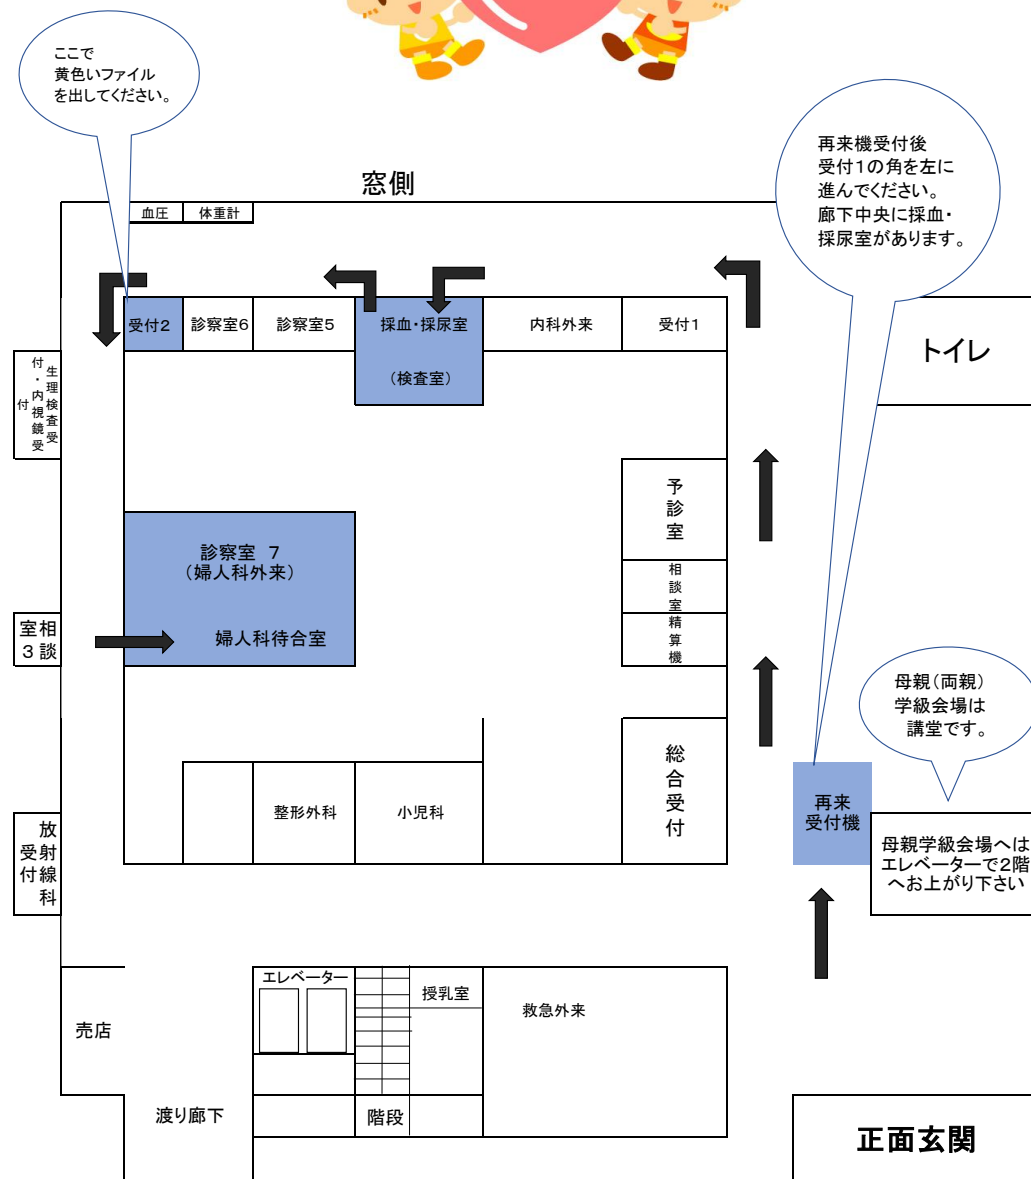 ここで
黄色いファイル
を出してください。
再来機受付後
受付1の角を左に
進んでください。
廊下中央に採血・
採尿室があります。
窓側
血圧
体重計
受付2
診察室6
診察室5
採血・採尿室
(検査室)
内科外来
受付1
トイレ
生理検査受
付・内視鏡受
付
予診室
診察室 7
(婦人科外来)
婦人科待合室
相談室
精算機
相談
室3
母親(両親)
学級会場は
講堂です。
総合受付
整形外科
小児科
再来
受付機
放射線科
受付
母親学級会場へは
エレベーターで2階
へお上がり下さい
エレベーター
授乳室
救急外来
売店
渡り廊下
階段
正面玄関